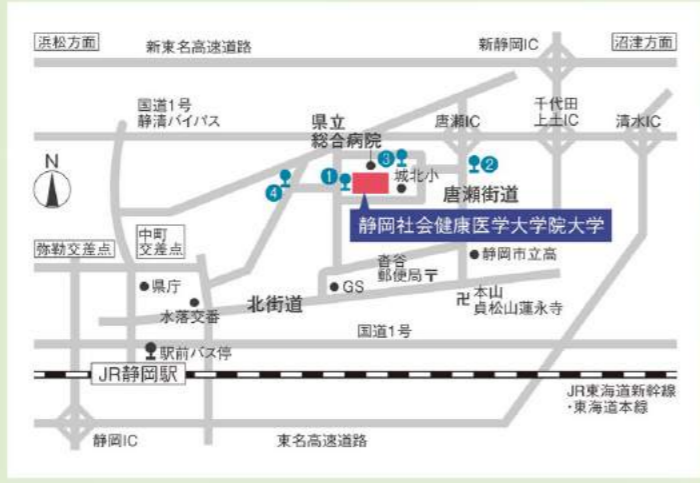 浜松方面
新東名高速道路
新静岡IC
沼津方面
国道1号
静清バイパス
県立
総合病院
唐瀬IC
千代田
上土IC
清水IC
N
❶
❷
❸
❹
城北小
唐瀬街道
静岡社会健康医学大学院大学
弥勒交差点
中町
交差点
県庁
水落交番
北街道
沓谷
郵便局〒
GS
静岡市立高
卍本山
貞松山蓮永寺
国道1号
駅前バス停
JR静岡駅
JR東海道新幹線
・東海道本線
静岡IC
東名高速道路